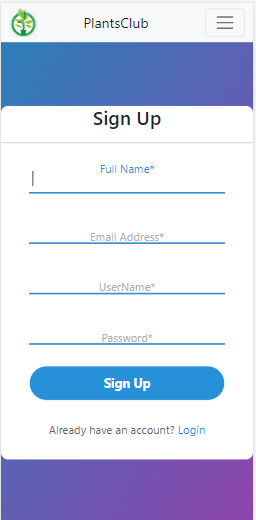 PlantsClub
Sign Up
Full Name*
Email Address*
UserName*
Password*
Sign Up
Already have an account? Login